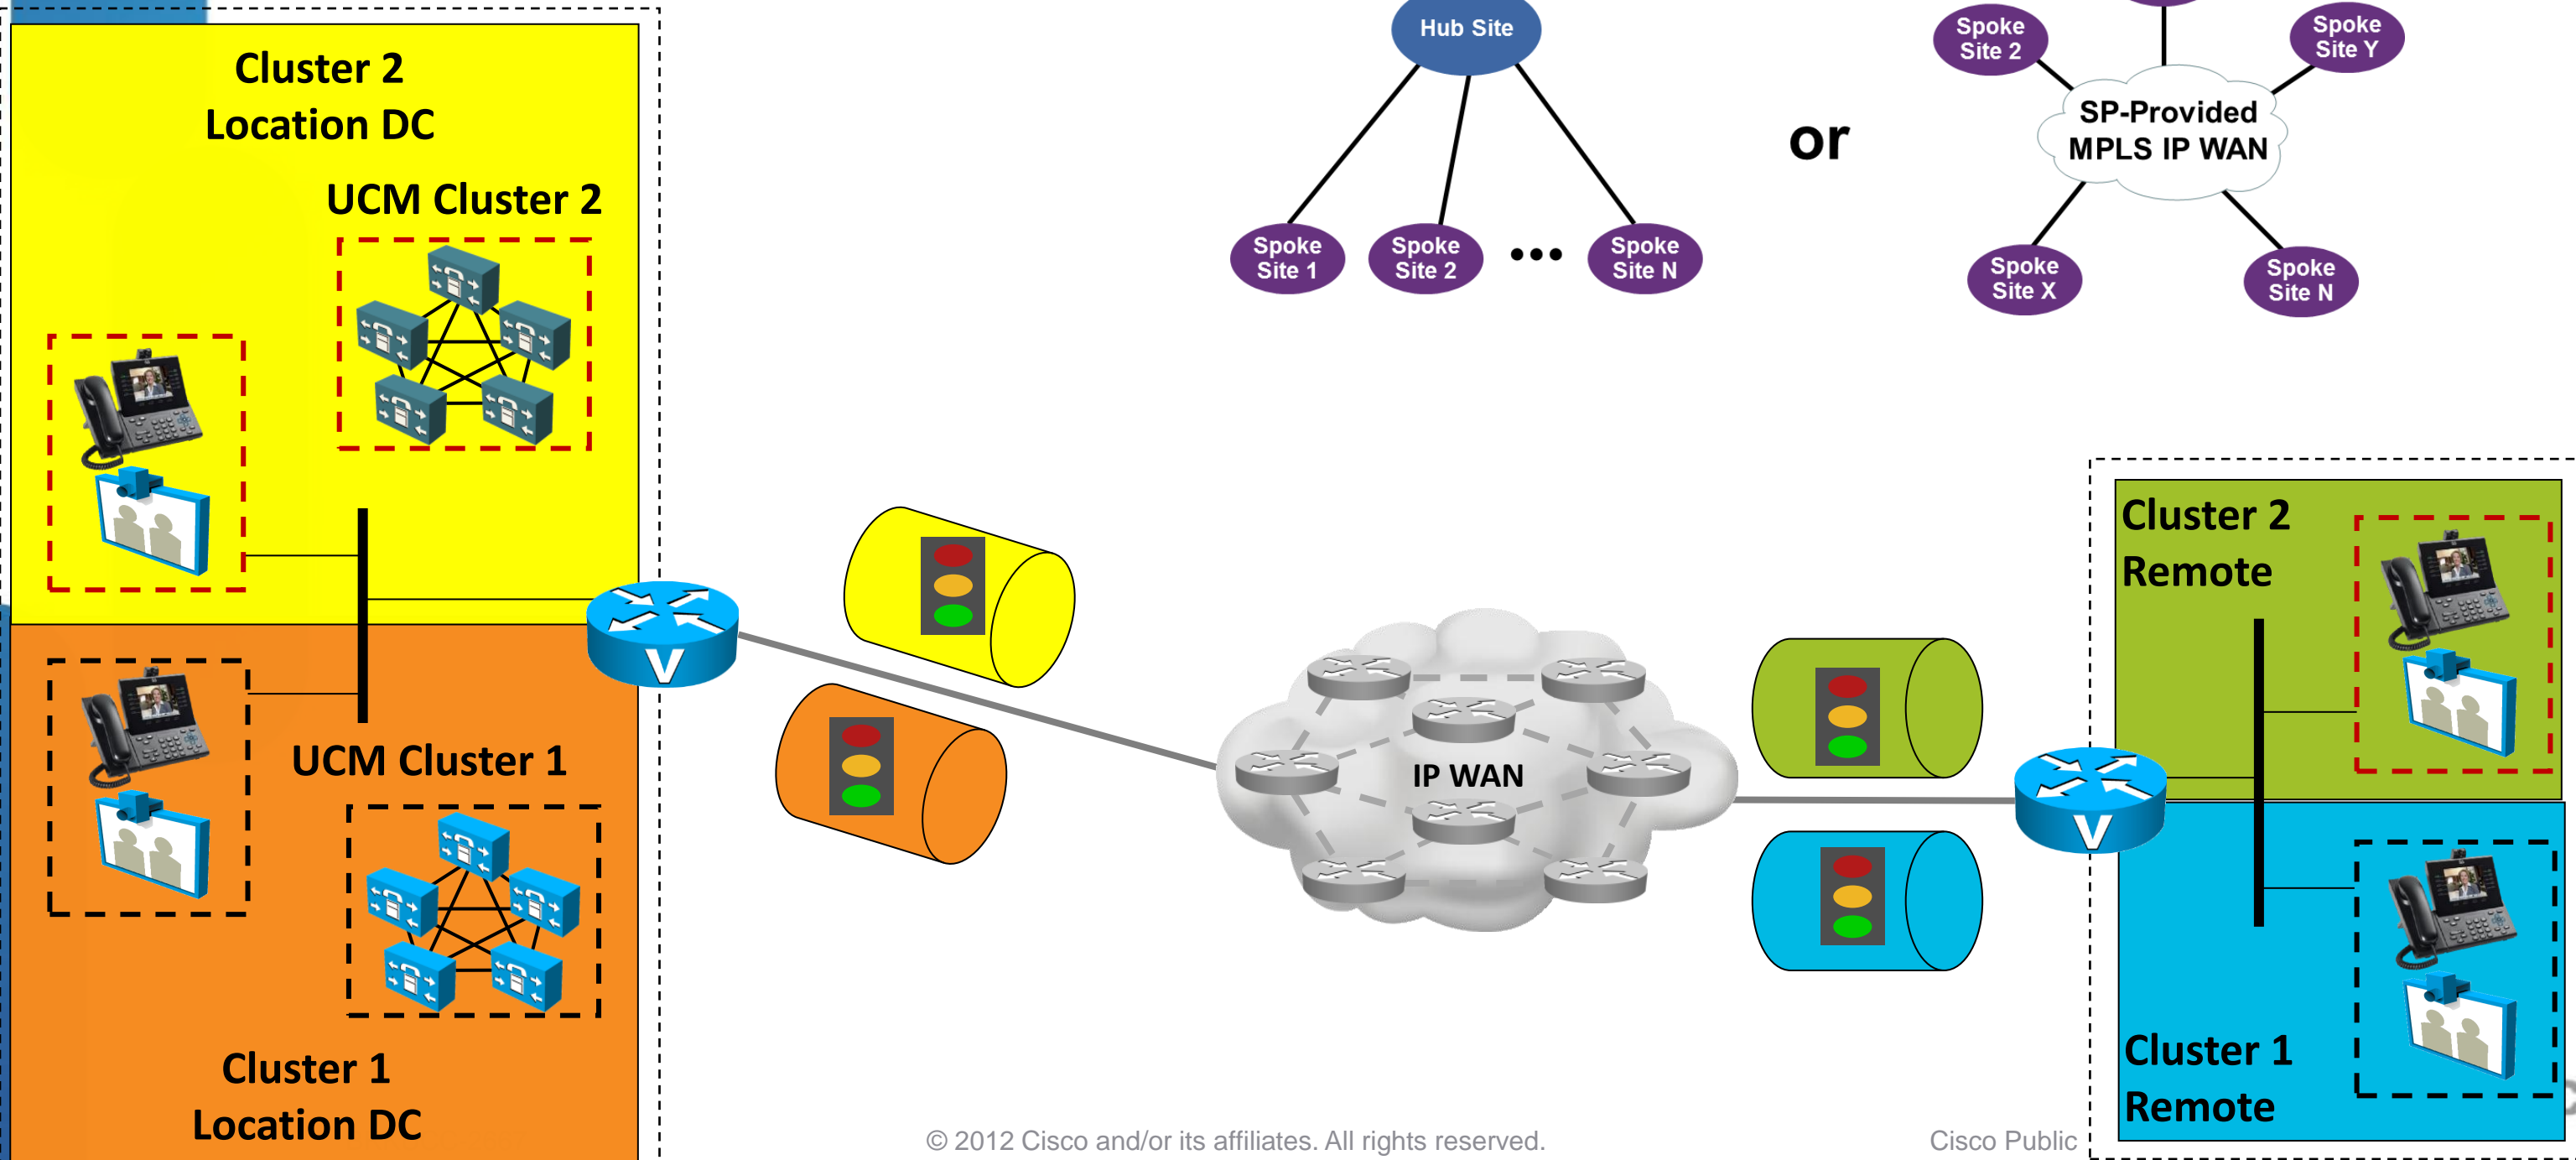 Cluster 2
Location DC
UCM Cluster 2
UCM Cluster 1
Cluster 1
Location DC
Hub Site
Spoke
Site 1
Spoke
Site 2
...
Spoke
Site N
or
Spoke
Site 2
Spoke
Site Y
SP-Provided
MPLS IP WAN
Spoke
Site X
Spoke
Site N
V
IP WAN
V
Cluster 2
Remote
Cluster 1
Remote
© 2012 Cisco and/or its affiliates. All rights reserved.
Cisco Public